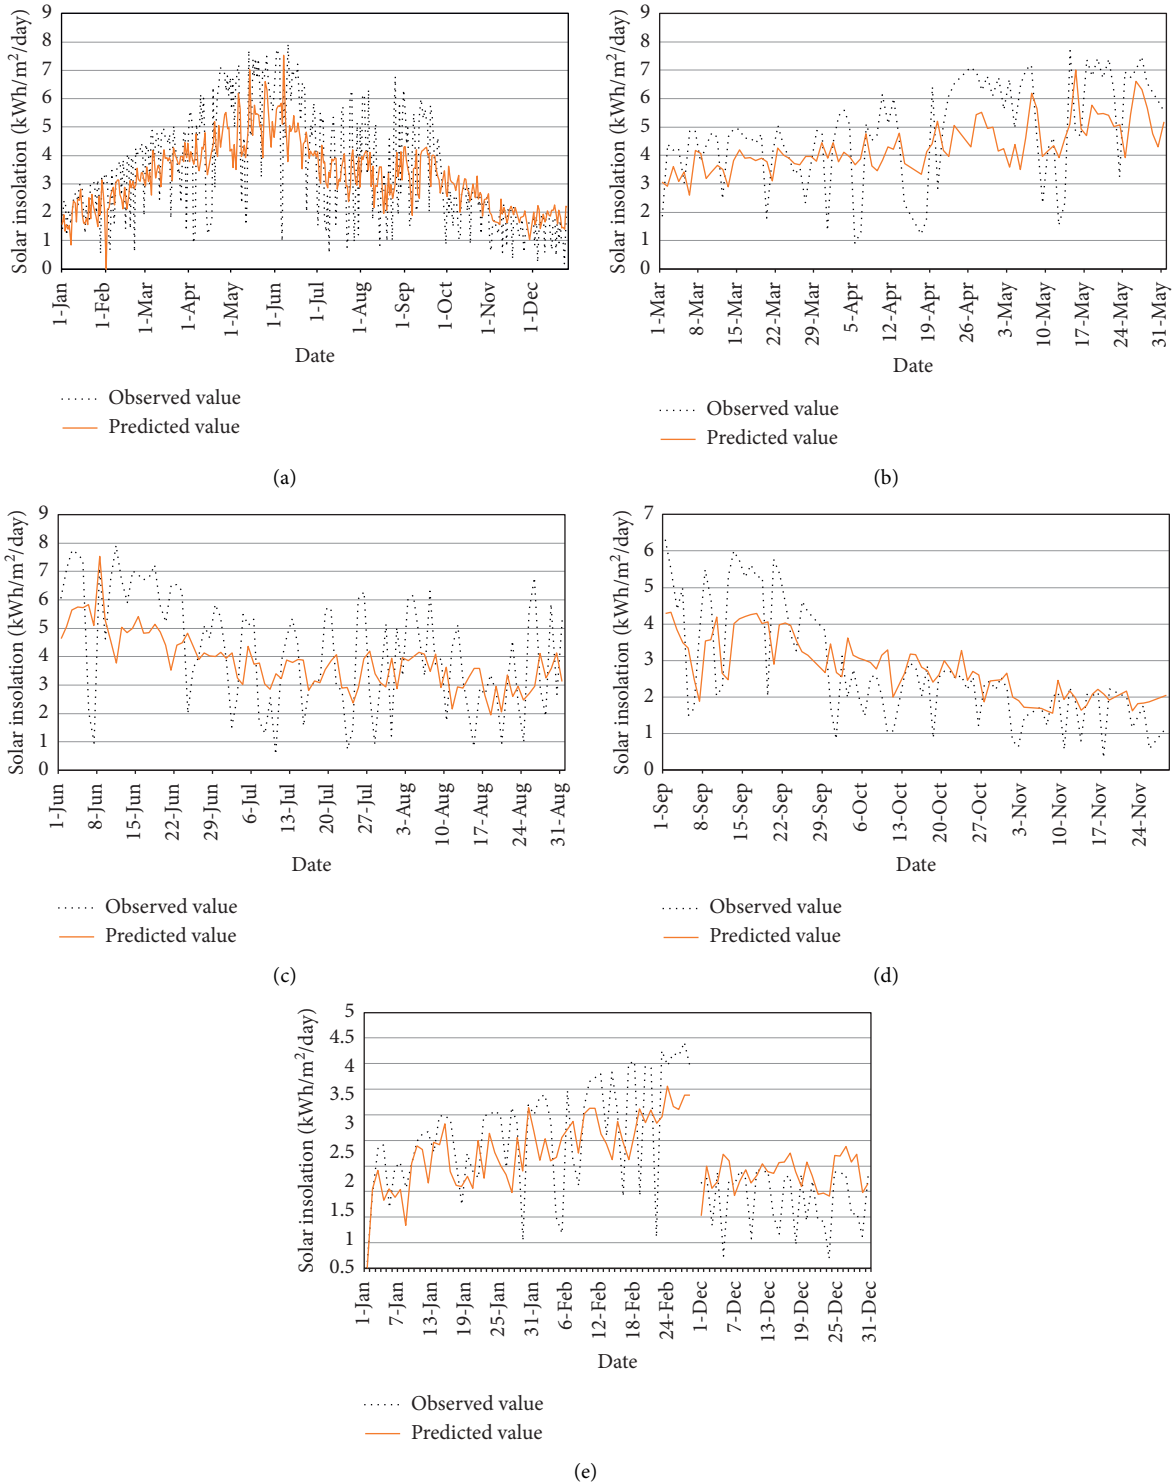 Solar insolation (kWh/m²/day)
9
8
7
6
5
4
3
2
1
0
1-Jan
1-Feb
1-Mar
1-Apr
1-May
1-Jun
1-Jul
1-Aug
1-Sep
1-Oct
1-Nov
1-Dec
Date
Observed value
Predicted value
(a)
Solar insolation (kWh/m²/day)
9
8
7
6
5
4
3
2
1
0
1-Mar
8-Mar
15-Mar
22-Mar
29-Mar
5-Apr
12-Apr
19-Apr
26-Apr
3-May
10-May
17-May
24-May
31-May
Date
Observed value
Predicted value
(b)
Solar insolation (kWh/m²/day)
9
8
7
6
5
4
3
2
1
0
1-Jun
8-Jun
15-Jun
22-Jun
29-Jun
6-Jul
13-Jul
20-Jul
27-Jul
3-Aug
10-Aug
17-Aug
24-Aug
31-Aug
Date
Observed value
Predicted value
(c)
Solar insolation (kWh/m²/day)
7
6
5
4
3
2
1
0
1-Sep
8-Sep
15-Sep
22-Sep
29-Sep
6-Oct
13-Oct
20-Oct
27-Oct
3-Nov
10-Nov
17-Nov
24-Nov
Date
Observed value
Predicted value
(d)
Solar insolation (kWh/m²/day)
5
4.5
4
3.5
3
2.5
2
1.5
1
0.5
1-Jan
7-Jan
13-Jan
19-Jan
25-Jan
31-Jan
6-Feb
12-Feb
18-Feb
24-Feb
1-Dec
7-Dec
13-Dec
19-Dec
25-Dec
31-Dec
Date
Observed value
Predicted value
(e)